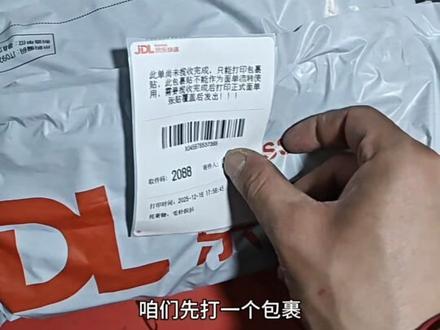 JDL 京东快递
此单尚未揽收完成，只能打印包裹
贴，此包裹贴不能作为面单流转使
用，需要揽收完成后打印正式面单
张贴覆盖后发出！！！
收件码：2088 寄件人
打印时间：2025-12-15 17:56:45
JDL
咱们先打一个包裹